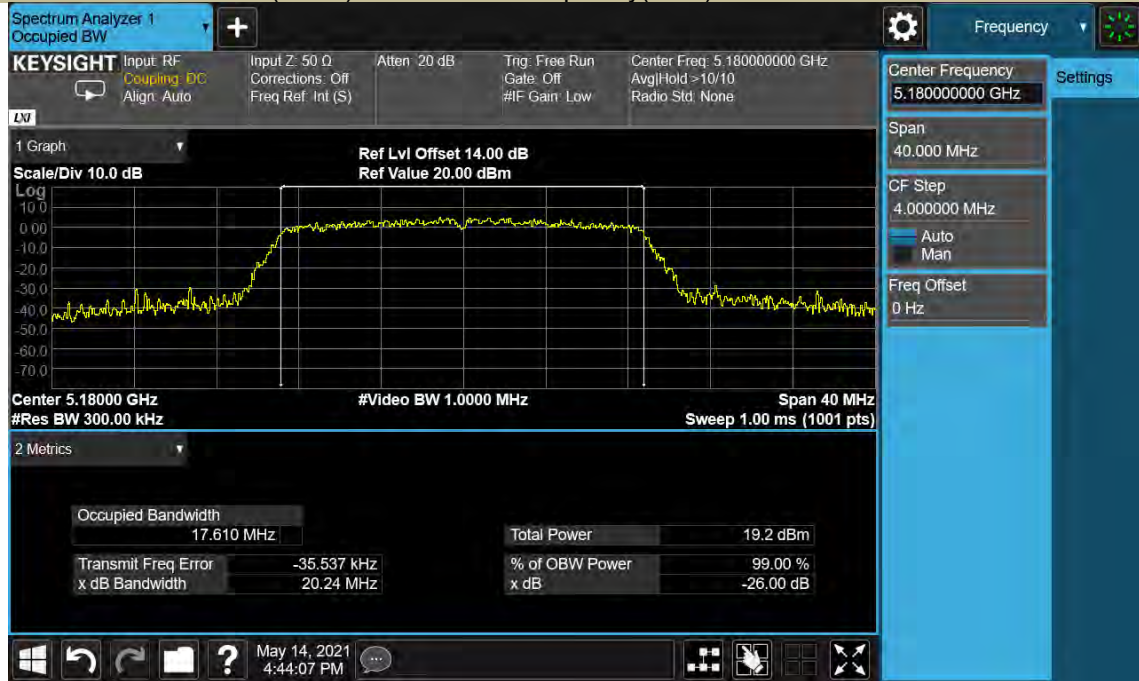 Spectrum Analyzer 1
Occupied BW
Frequency
KEYSIGHT
LXI
Input: RF
Coupling: DC
Align: Auto
Input Z: 50 Ω
Corrections: Off
Freq Ref: Int (S)
Atten: 20 dB
Trig: Free Run
Gate: Off
#IF Gain: Low
Center Freq: 5.180000000 GHz
Avg|Hold >10/10
Radio Std: None
Center Frequency
5.180000000 GHz
Settings
Span
40.000 MHz
CF Step
4.000000 MHz
Auto
Man
Freq Offset
0 Hz
1 Graph
Scale/Div 10.0 dB
Ref Lvl Offset 14.00 dB
Ref Value 20.00 dBm
Log
10.0
0.00
-10.0
-20.0
-30.0
-40.0
-50.0
-60.0
-70.0
Center 5.18000 GHz
#Video BW 1.0000 MHz
Span 40 MHz
#Res BW 300.00 kHz
Sweep 1.00 ms (1001 pts)
2 Metrics
Occupied Bandwidth
17.610 MHz
Total Power 19.2 dBm
Transmit Freq Error -35.537 kHz
% of OBW Power 99.00 %
x dB Bandwidth 20.24 MHz
x dB -26.00 dB
?
May 14, 2021
4:44:07 PM